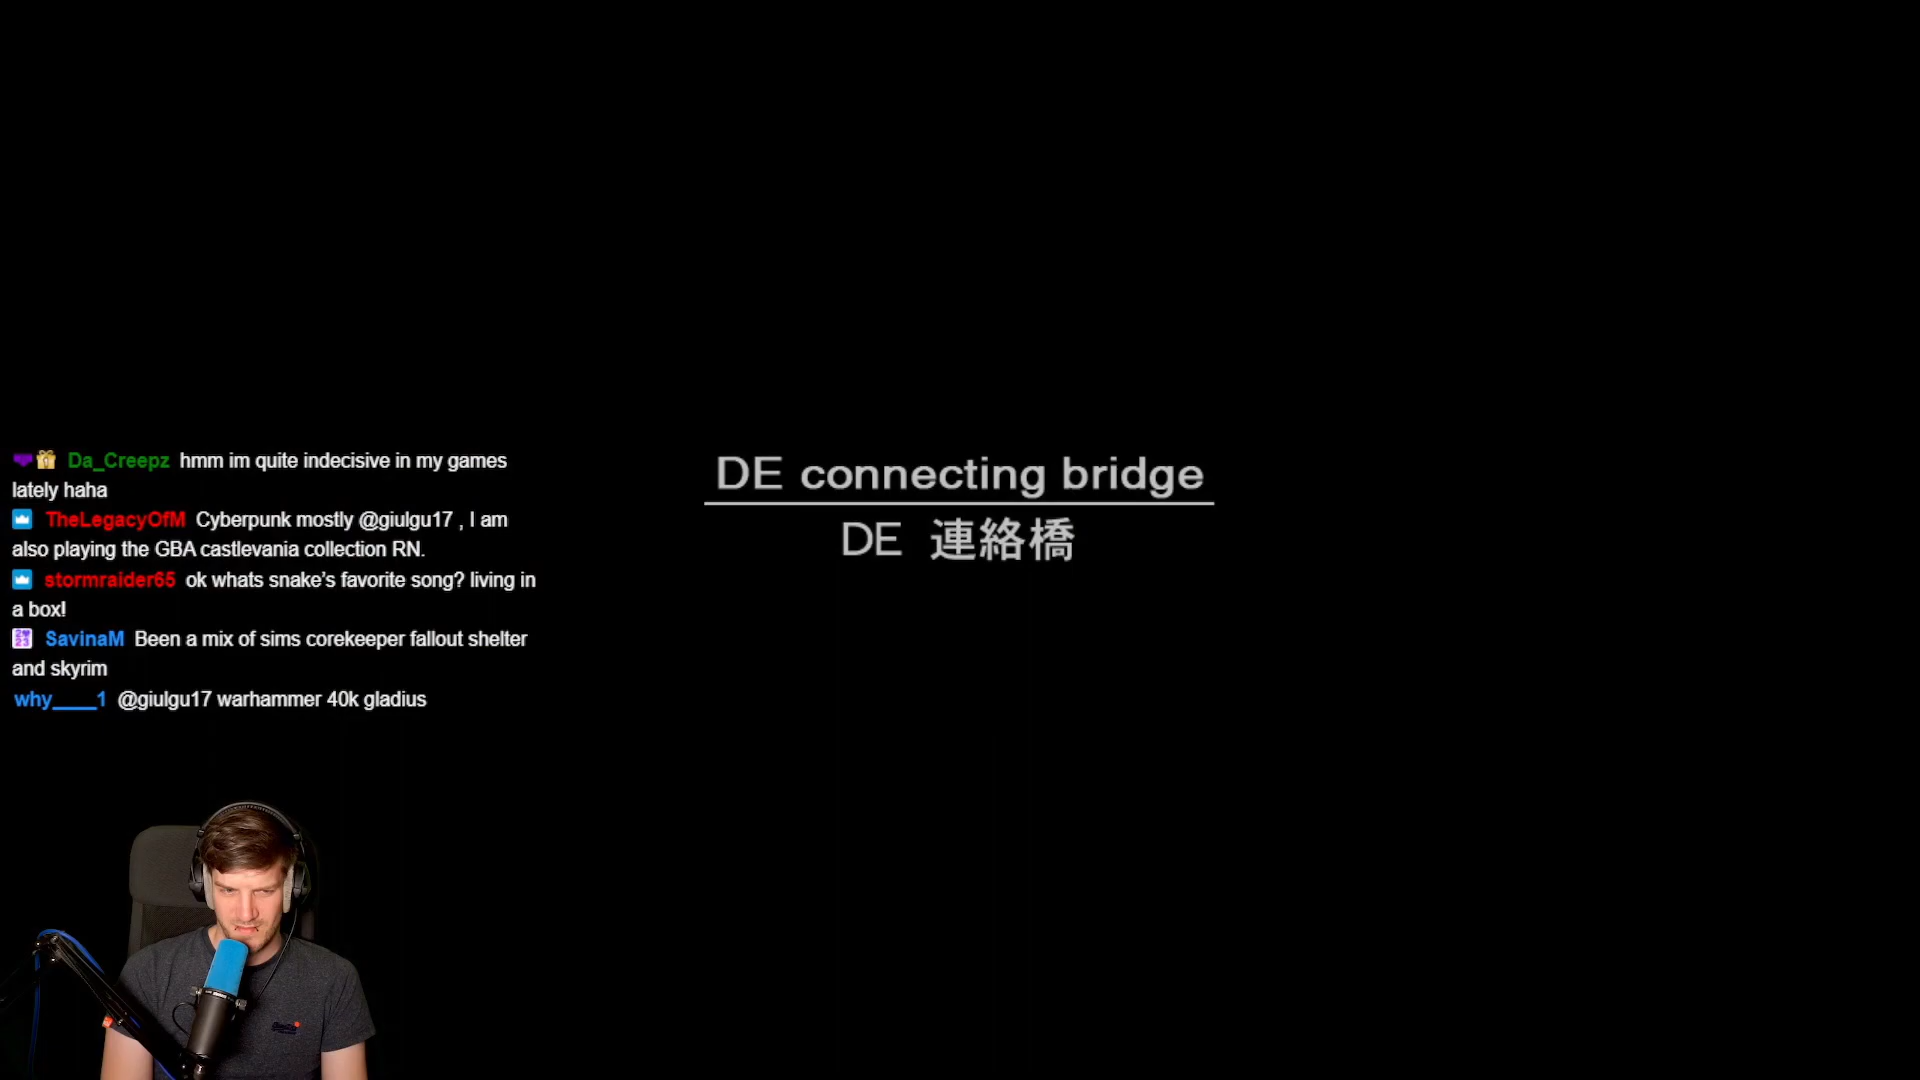 Da_Creepz hmm im quite indecisive in my games
lately haha
TheLegacyOfM Cyberpunk mostly @giulgu17 , I am
also playing the GBA castlevania collection RN.
stormraider65 ok whats snake's favorite song? living in
a box!
SavinaM Been a mix of sims corekeeper fallout shelter
and skyrim
why____1 @giulgu17 warhammer 40k gladius
DE connecting bridge
DE 連絡橋